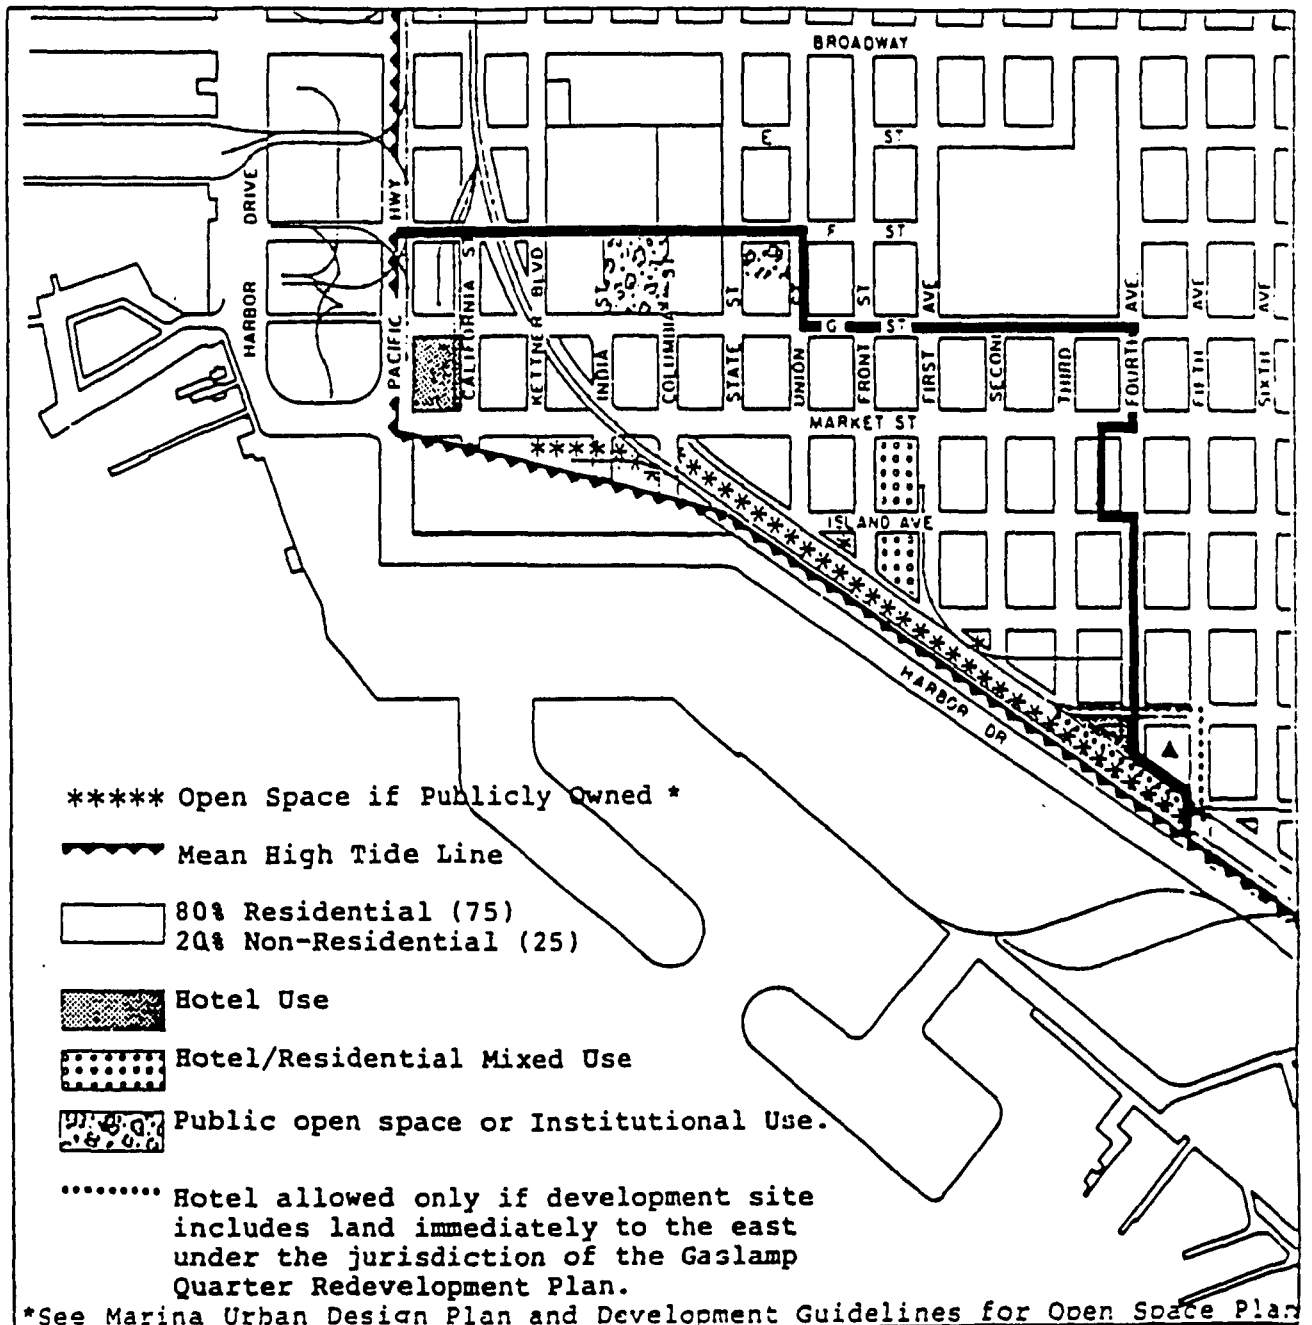 BROADWAY
E ST
HARBOR DRIVE
PACIFIC HWY
CALIFORNIA ST
KETTNER BLVD
INDIA ST
COLUMBIA ST
STATE ST
UNION ST
FRONT ST
FIRST AVE
SECOND
THIRD
FOURTH AVE
FIFTH AVE
SIXTH AVE
F ST
G ST
MARKET ST
ISLAND AVE
HARBOR DR
***** Open Space if Publicly Owned *
Mean High Tide Line
80% Residential (75)
20% Non-Residential (25)
Hotel Use
Hotel/Residential Mixed Use
Public open space or Institutional Use.
Hotel allowed only if development site
includes land immediately to the east
under the jurisdiction of the Gaslamp
Quarter Redevelopment Plan.
*See Marina Urban Design Plan and Development Guidelines for Open Space Plan